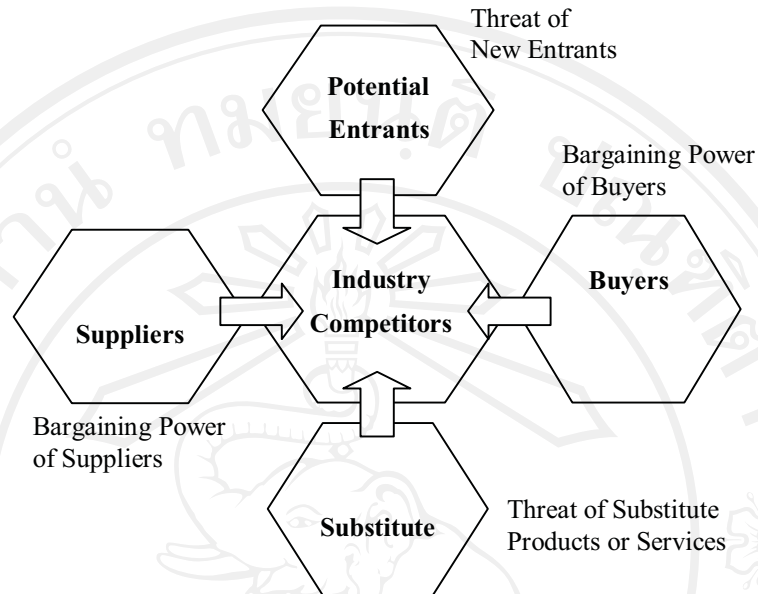 Threat of
New Entrants
Potential
Entrants
Bargaining Power
of Buyers
Industry
Competitors
Buyers
Suppliers
Bargaining Power
of Suppliers
Substitute
Threat of Substitute
Products or Services